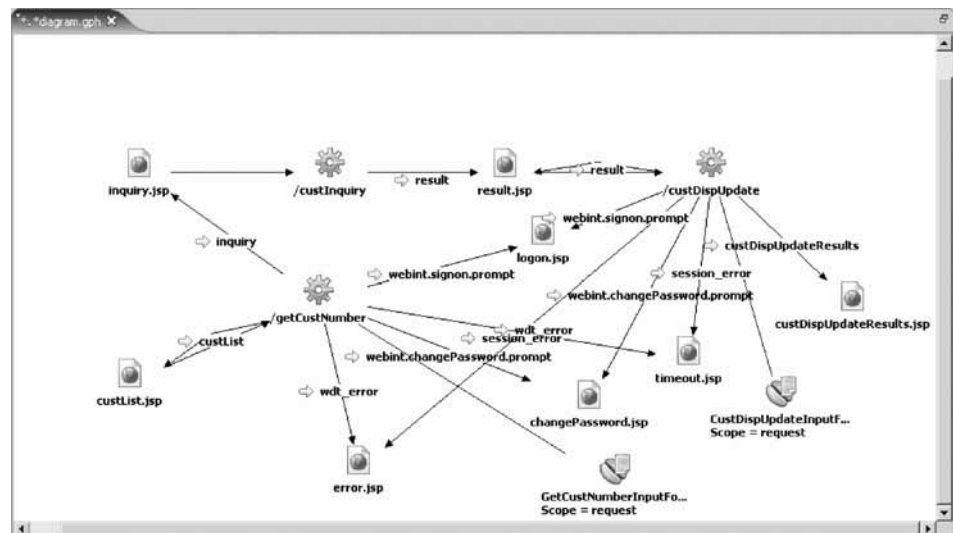 *+. *diagram.gph
inquiry.jsp
/custInquiry
result
result.jsp
result
/custDispUpdate
webint.signon.prompt
logon.jsp
custDispUpdateResults
inquiry
webint.signon.prompt
session_error
webint.changePassword.prompt
custDispUpdateResults.jsp
/getCustNumber
custList
wdt_error
session_error
webint.changePassword.prompt
timeout.jsp
custList.jsp
wdt_error
changePassword.jsp
CustDispUpdateInputF...
Scope = request
error.jsp
GetCustNumberInputFo...
Scope = request